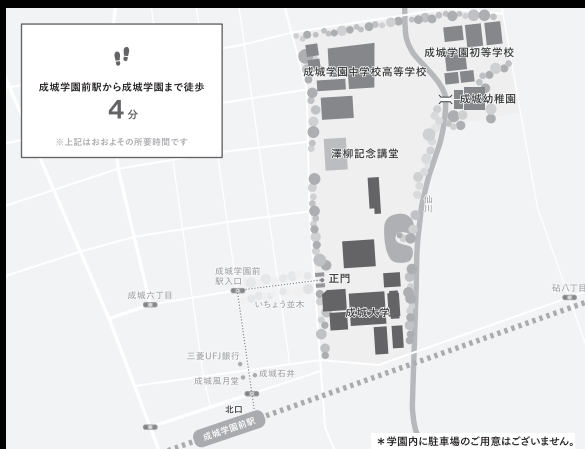 成城学園前駅から成城学園まで徒歩
4分
※上記はおおよその所要時間です
成城学園初等学校
成城学園中学校高等学校
成城幼稚園
澤柳記念講堂
仙川
成城学園前
駅入口
正門
砧八丁目
成城六丁目
いちょう並木
成城大学
三菱UFJ銀行
成城石井
成城風月堂
北口
成城学園前駅
＊学園内に駐車場のご用意はございません。